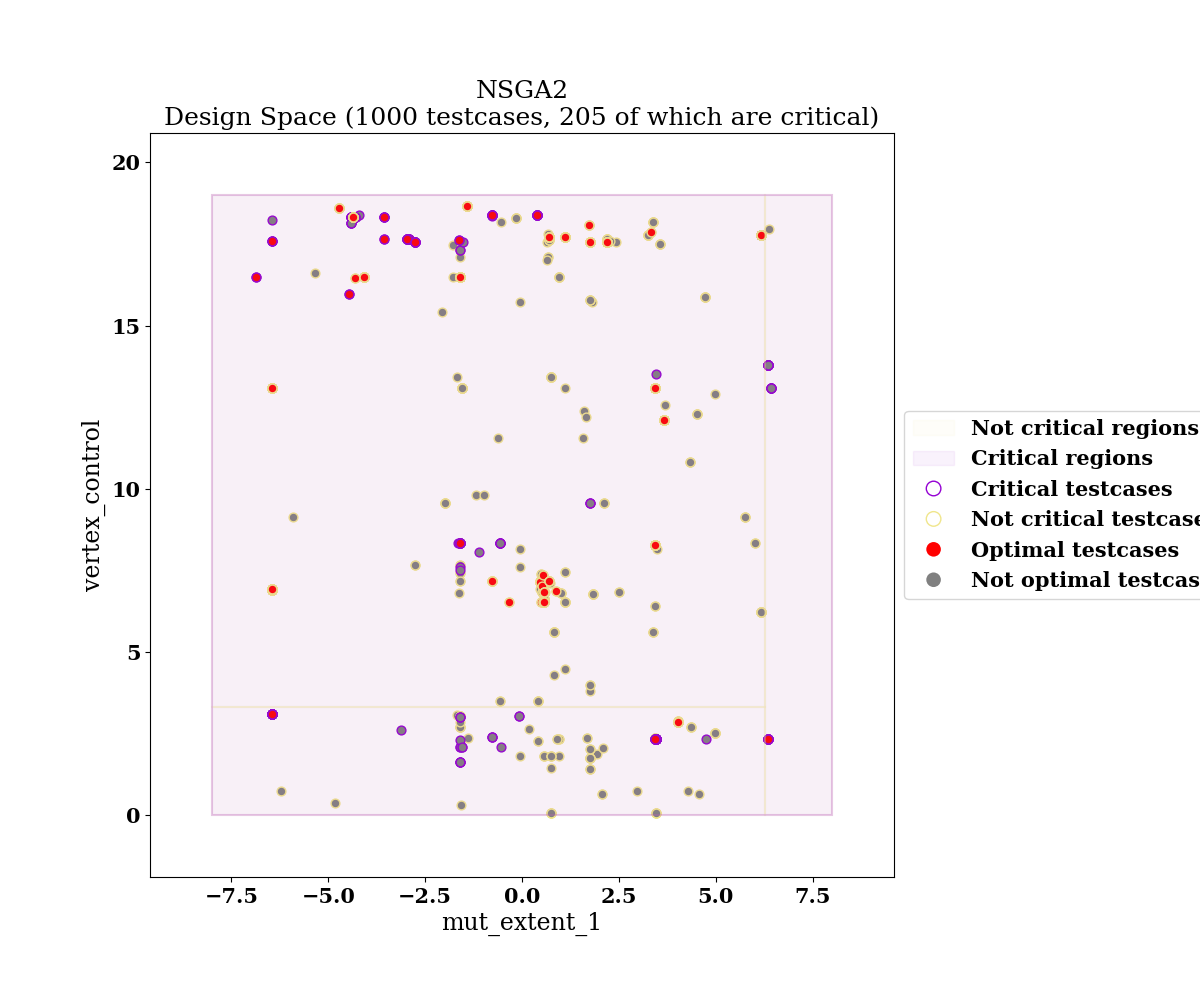 NSGA2
Design Space (1000 testcases, 205 of which are critical)
20
15
10
5
0
vertex_control
−7.5 −5.0 −2.5 0.0 2.5 5.0 7.5
mut_extent_1
Not critical regions
Critical regions
Critical testcases
Not critical testcase
Optimal testcases
Not optimal testcas